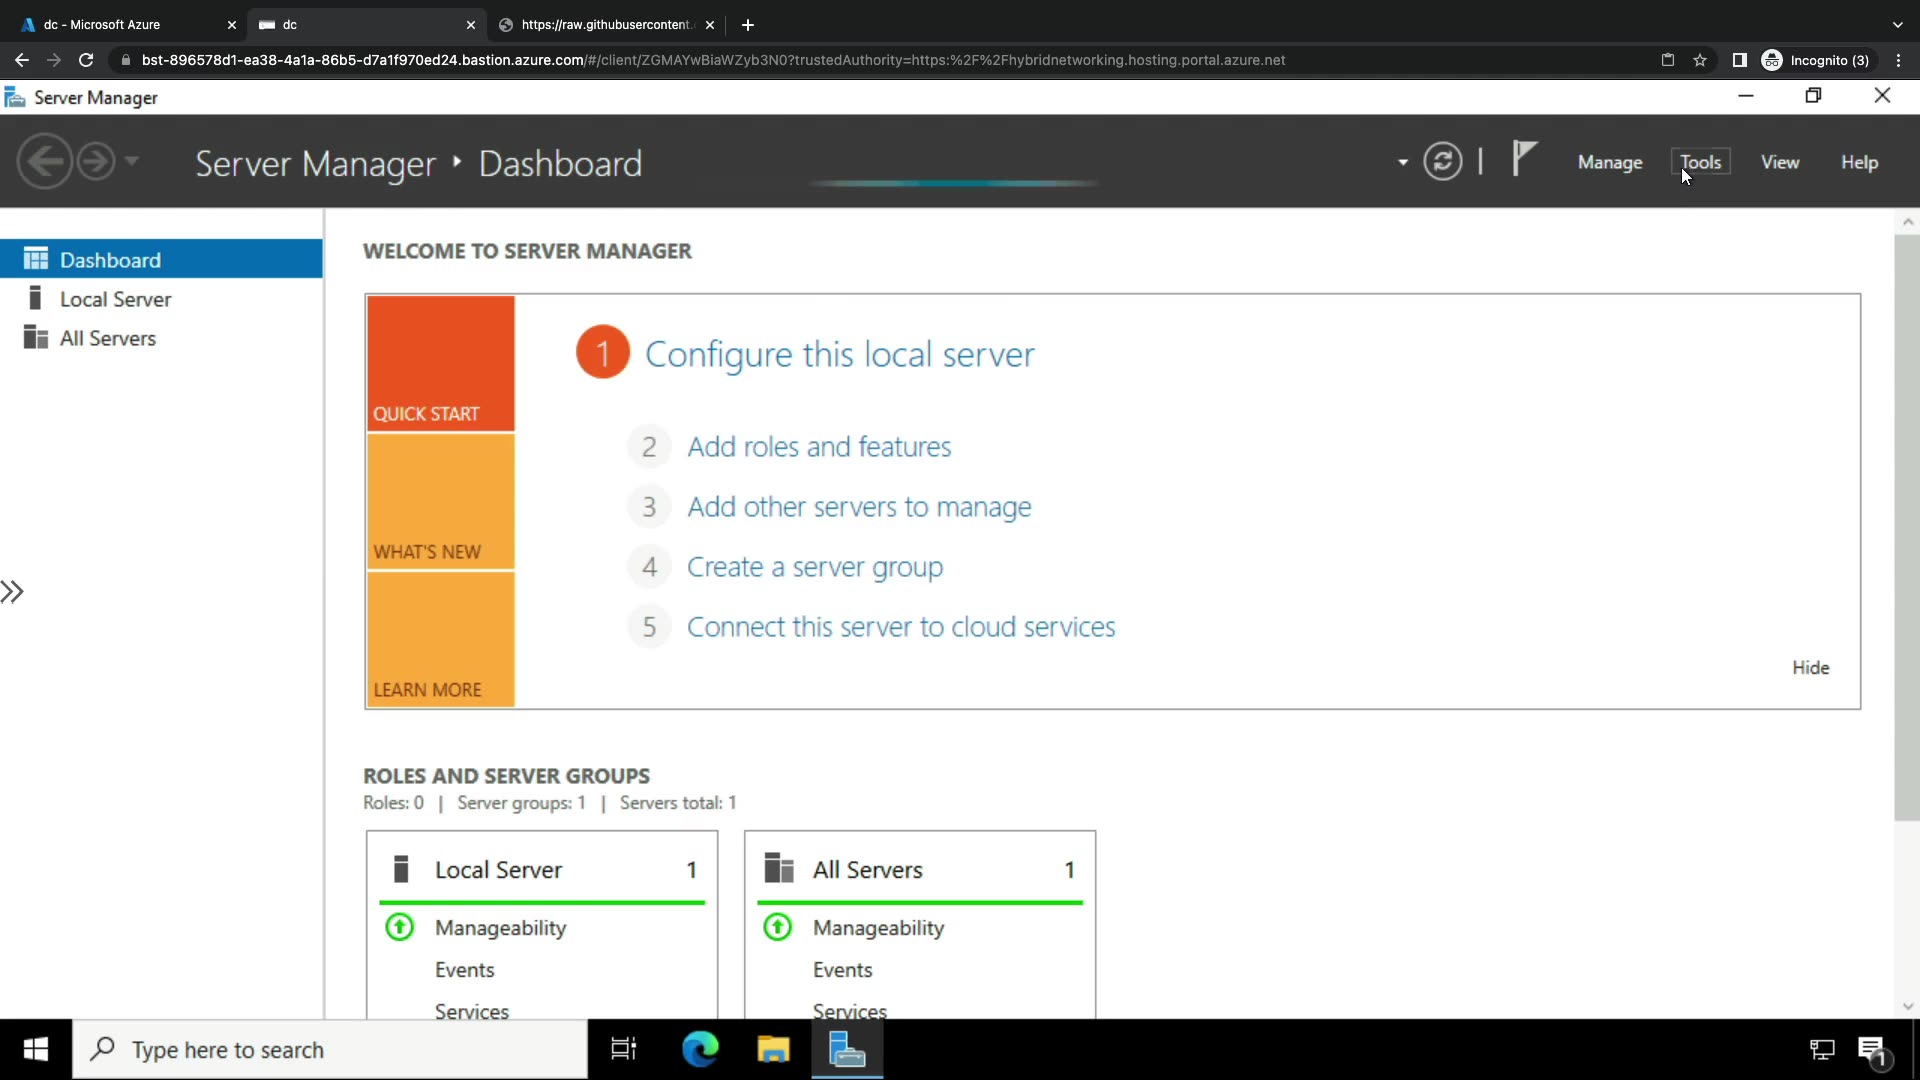 dc - Microsoft Azure
dc
https://raw.githubusercontent.
bst-896578d1-ea38-4a1a-86b5-d7a1f970ed24.bastion.azure.com/#/client/ZGMAYwBiaWZyb3N0?trustedAuthority=https:%2F%2Fhybridnetworking.hosting.portal.azure.net
Incognito (3)
Server Manager
Server Manager • Dashboard
Manage
Tools
View
Help
Dashboard
Local Server
All Servers
WELCOME TO SERVER MANAGER
QUICK START
WHAT'S NEW
LEARN MORE
1 Configure this local server
2 Add roles and features
3 Add other servers to manage
4 Create a server group
5 Connect this server to cloud services
Hide
ROLES AND SERVER GROUPS
Roles: 0 | Server groups: 1 | Servers total: 1
Local Server 1
Manageability
Events
Services
All Servers 1
Manageability
Events
Services
Type here to search
1